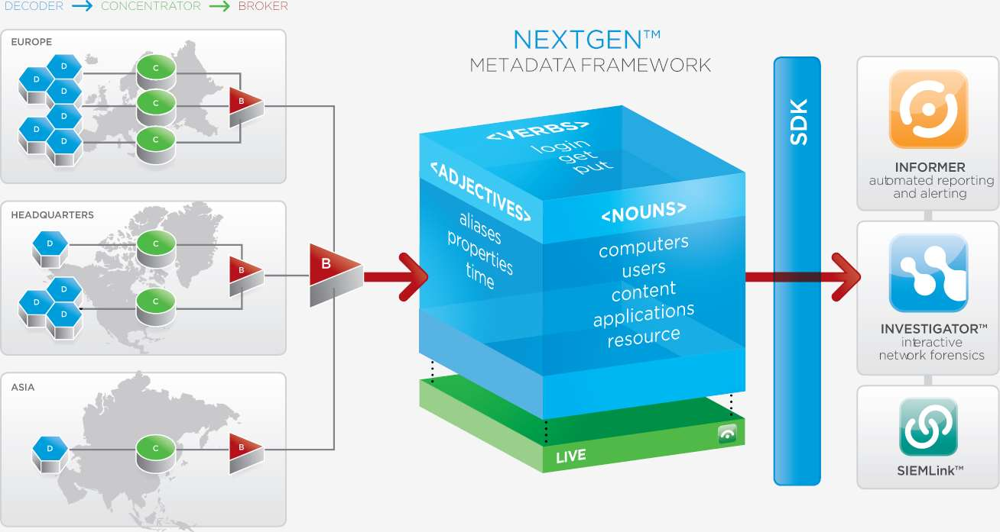 DECODER → CONCENTRATOR → BROKER
EUROPE
D
D
D
D
D
D
C
C
C
B
HEADQUARTERS
D
D
D
D
C
C
B
B
ASIA
D
C
B
NEXTGEN™
METADATA FRAMEWORK
<VERBS>
login
get
put
<ADJECTIVES>
aliases
properties
time
<NOUNS>
computers
users
content
applications
resource
LIVE
SDK
INFORMER
automated reporting
and alerting
INVESTIGATOR™
interactive
network forensics
SIEMLink™